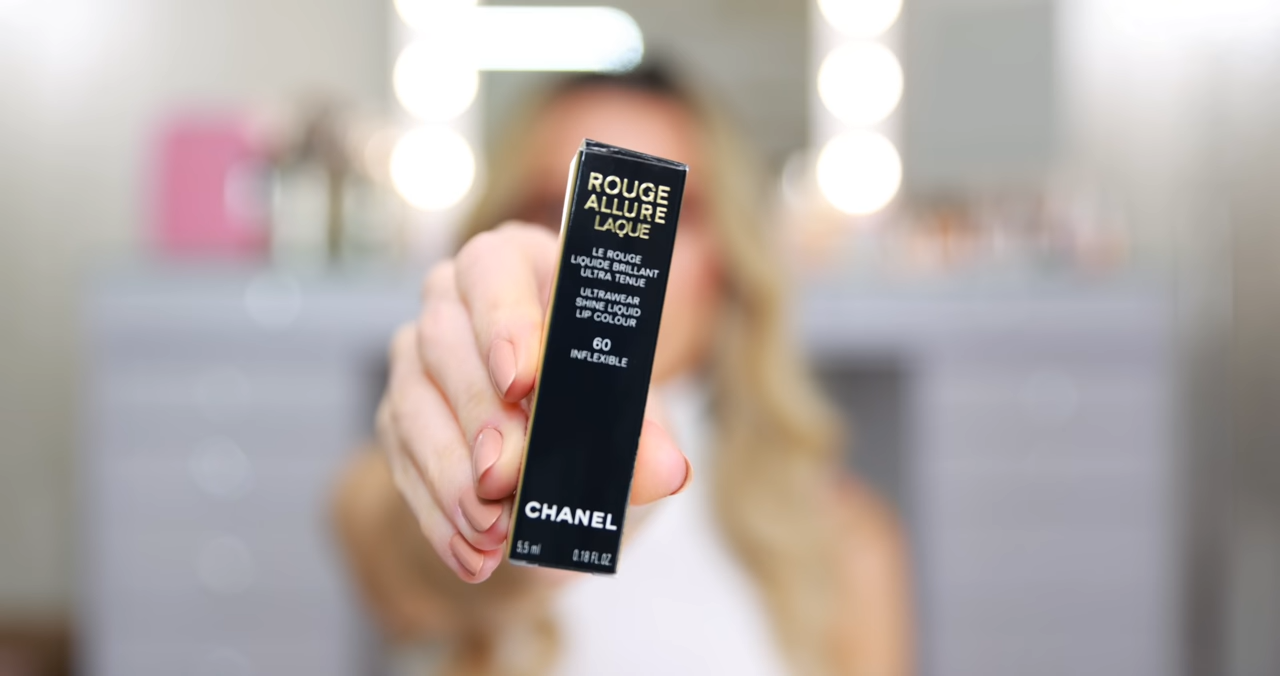 ROUGE
ALLURE
LAQUE
LE ROUGE
LIQUIDE BRILLANT
ULTRA TENUE
ULTRAWEAR
SHINE LIQUID
LIP COLOUR
60
INFLEXIBLE
CHANEL
5,5 ml 0.18 FL.OZ.